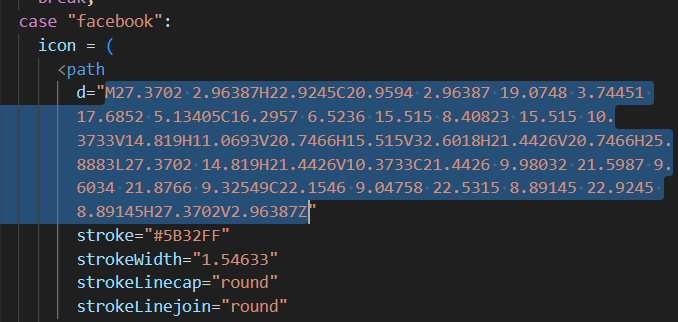 case "facebook":
icon = (
<path
d="M27.3702 2.96387H22.9245C20.9594 2.96387 19.0748 3.74451
17.6852 5.13405C16.2957 6.5236 15.515 8.40823 15.515 10.
3733V14.819H11.0693V20.7466H15.515V32.6018H21.4426V20.7466H25.
8883L27.3702 14.819H21.4426V10.3733C21.4426 9.98032 21.5987 9.
6034 21.8766 9.32549C22.1546 9.04758 22.5315 8.89145 22.9245
8.89145H27.3702V2.96387Z"
stroke="#5B32FF"
strokeWidth="1.54633"
strokeLinecap="round"
strokeLinejoin="round"